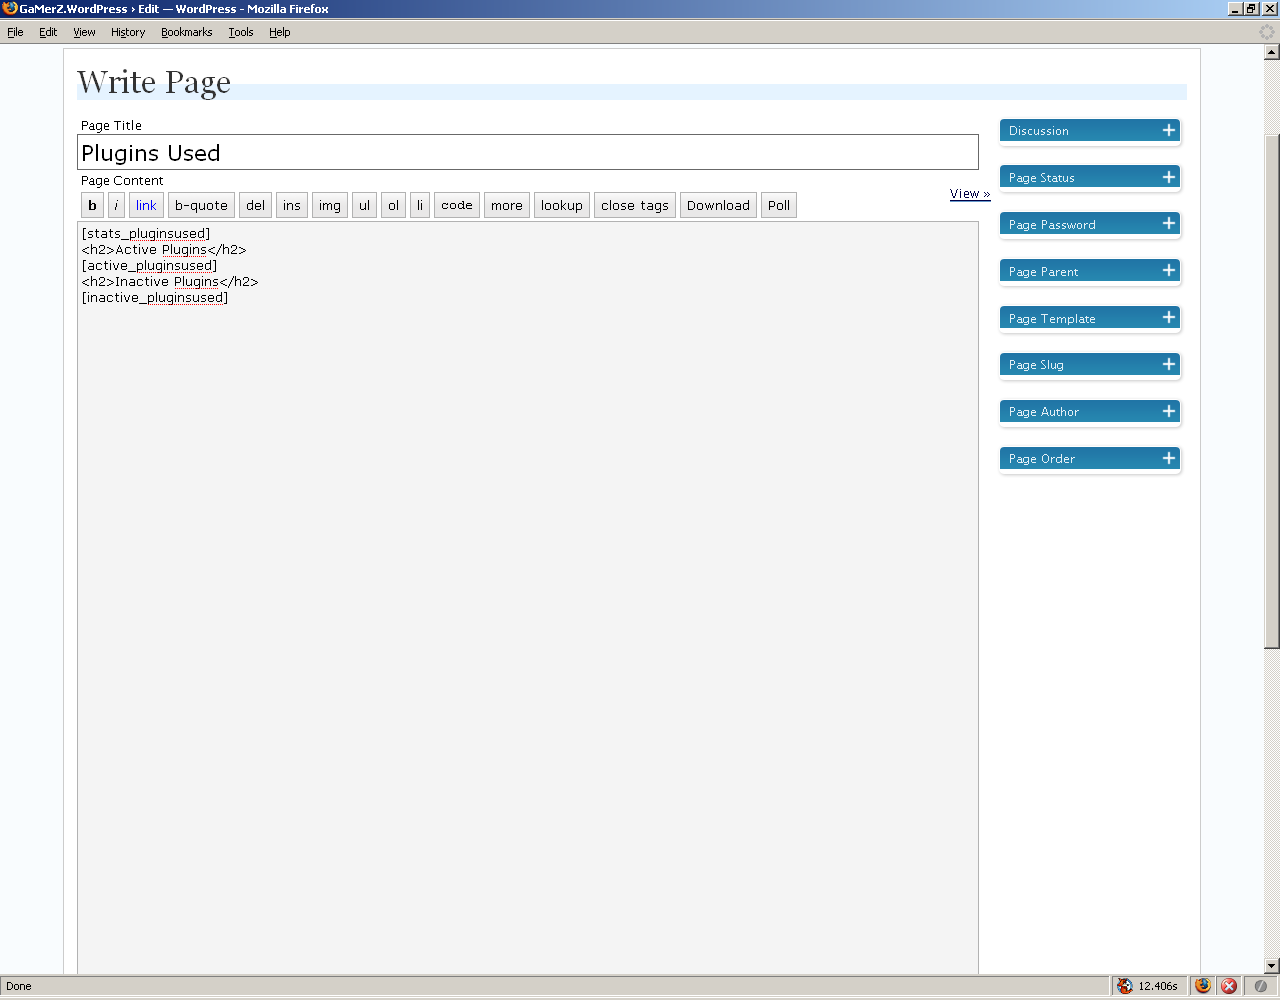 GaMerZ.WordPress › Edit — WordPress - Mozilla Firefox
File Edit View History Bookmarks Tools Help
Write Page
Page Title
Plugins Used
Page Content
View »
b i link b-quote del ins img ul ol li code more lookup close tags Download Poll
[stats_pluginsused]
<h2>Active Plugins</h2>
[active_pluginsused]
<h2>Inactive Plugins</h2>
[inactive_pluginsused]
Discussion
Page Status
Page Password
Page Parent
Page Template
Page Slug
Page Author
Page Order
Done 12.406s